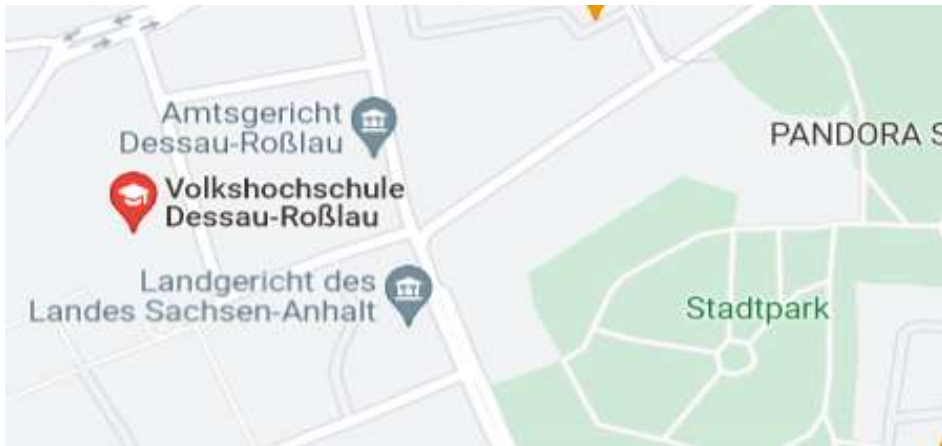 Amtsgericht
Dessau-Roßlau
PANDORA S
Volkshochschule
Dessau-Roßlau
Landgericht des
Landes Sachsen-Anhalt
Stadtpark